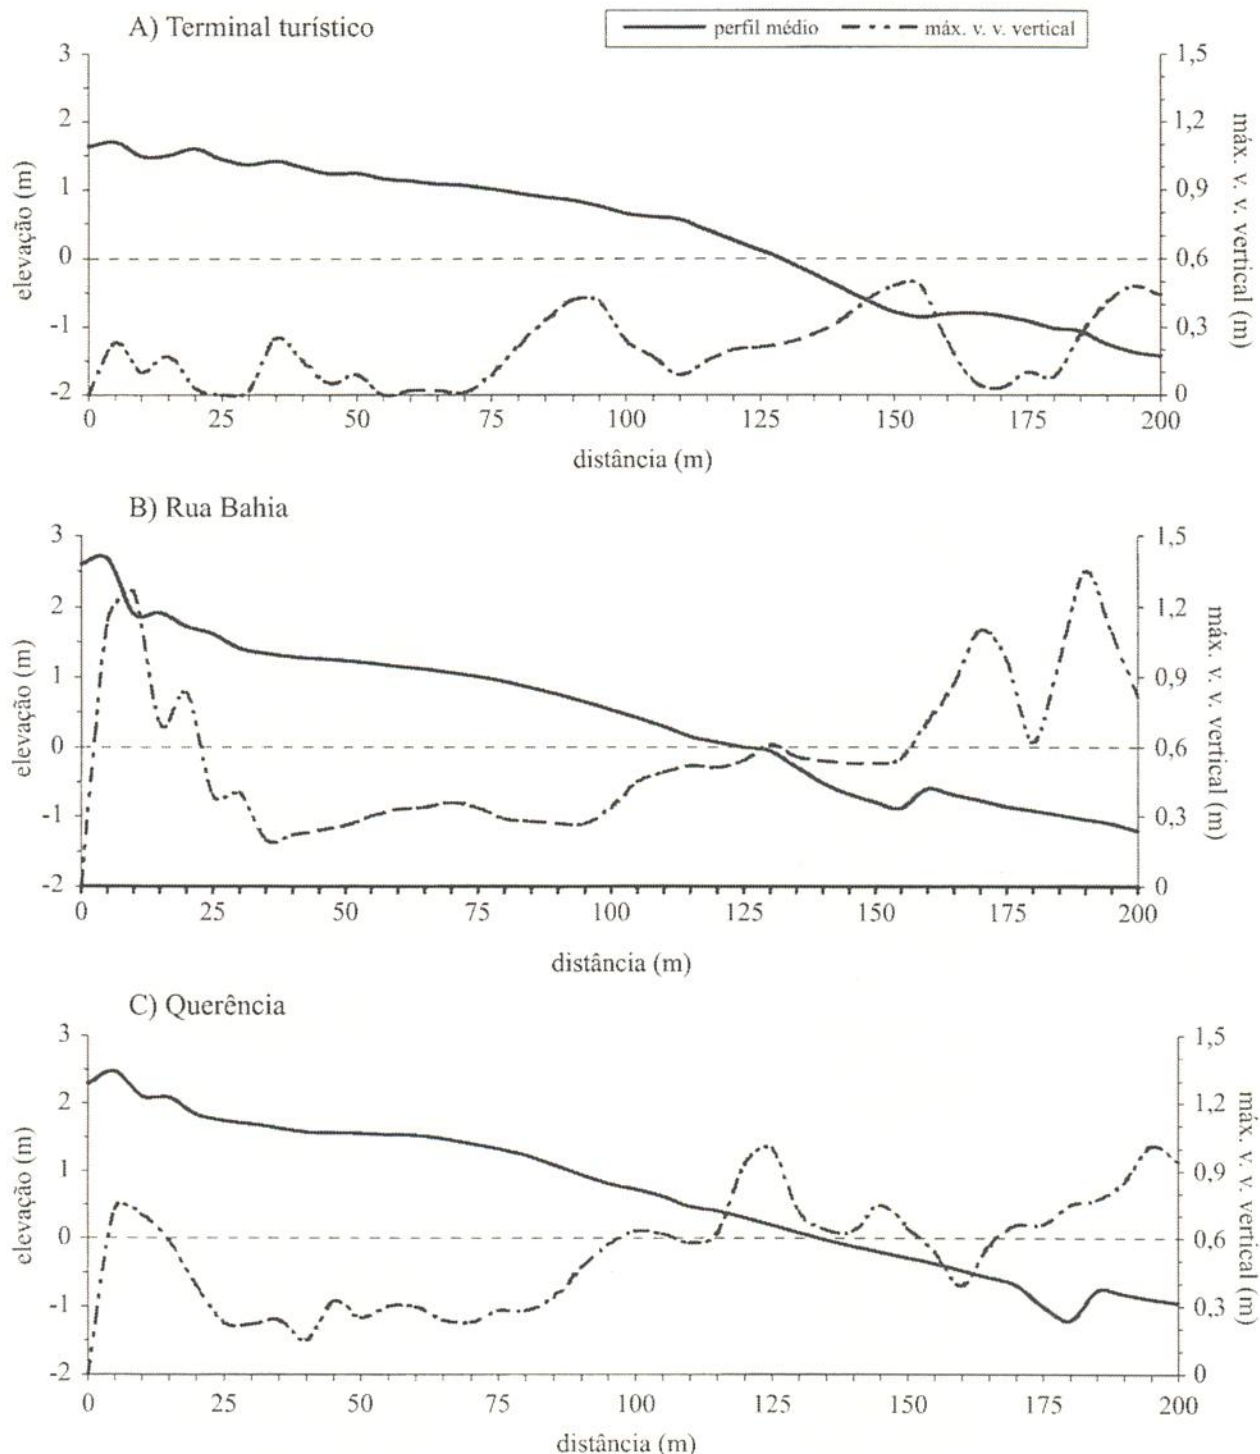 A) Terminal turístico
perfil médio máx. v. v. vertical
3 1,5
2 1,2
1 0,9
0 0,6
-1 0,3
-2 0
elevação (m)
máx. v. v. vertical (m)
0 25 50 75 100 125 150 175 200
distância (m)
B) Rua Bahia
3 1,5
2 1,2
1 0,9
0 0,6
-1 0,3
-2 0
elevação (m)
máx. v. v. vertical (m)
0 25 50 75 100 125 150 175 200
distância (m)
C) Querência
3 1,5
2 1,2
1 0,9
0 0,6
-1 0,3
-2 0
elevação (m)
máx. v. v. vertical (m)
0 25 50 75 100 125 150 175 200
distância (m)